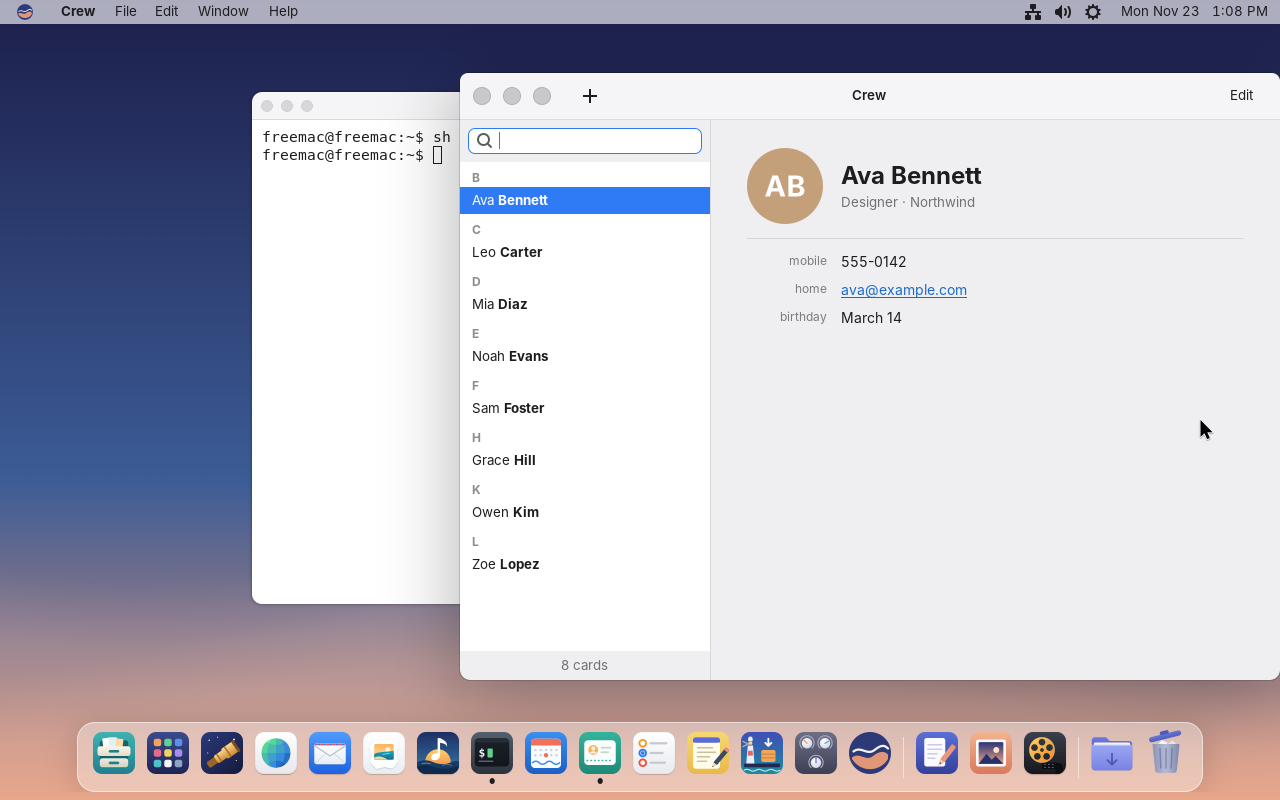 Crew File Edit Window Help Mon Nov 23 1:08 PM
Crew Edit
freemac@freemac:~$ sh
freemac@freemac:~$
B
Ava Bennett
C
Leo Carter
D
Mia Diaz
E
Noah Evans
F
Sam Foster
H
Grace Hill
K
Owen Kim
L
Zoe Lopez
8 cards
AB
Ava Bennett
Designer · Northwind
mobile 555-0142
home ava@example.com
birthday March 14
$